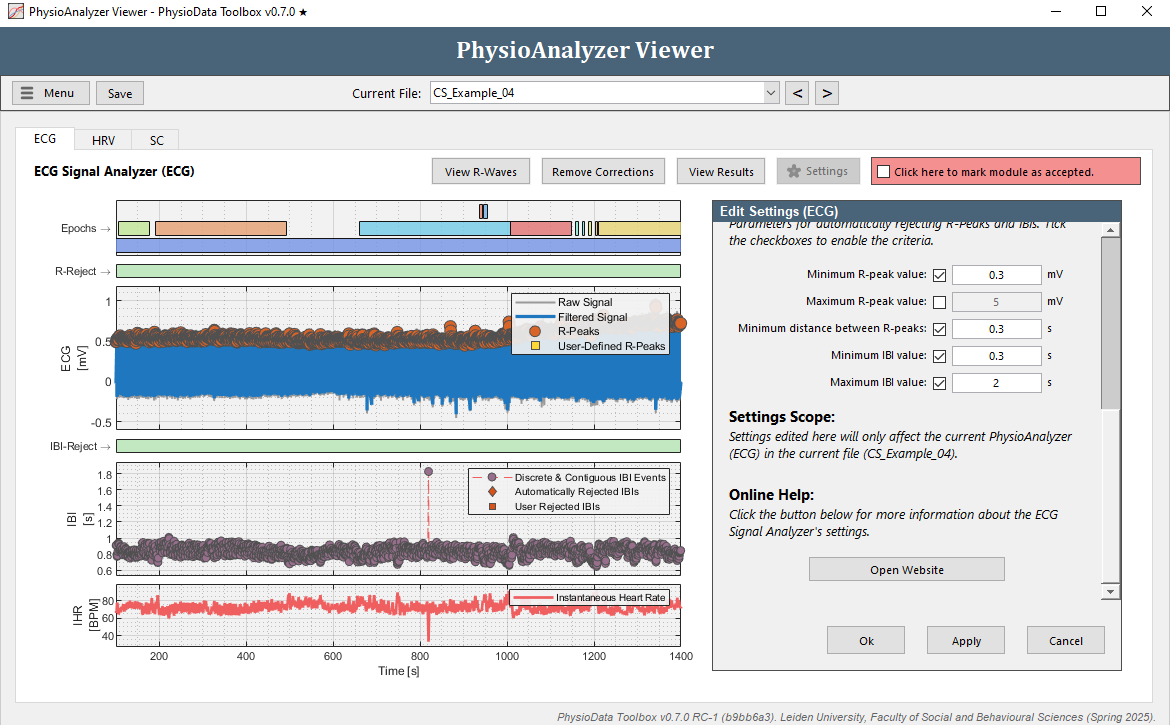 PhysioAnalyzer Viewer - PhysioData Toolbox v0.7.0 ★
PhysioAnalyzer Viewer
Menu
Save
Current File:
CS_Example_04
<
>
ECG
HRV
SC
ECG Signal Analyzer (ECG)
View R-Waves
Remove Corrections
View Results
Settings
Click here to mark module as accepted.
Epochs →
R-Reject →
1
0.5
0
-0.5
ECG
[mV]
Raw Signal
Filtered Signal
R-Peaks
User-Defined R-Peaks
IBI-Reject →
1.8
1.6
1.4
1.2
1
0.8
0.6
IBI
[s]
Discrete & Contiguous IBI Events
Automatically Rejected IBIs
User Rejected IBIs
80
60
40
IHR
[BPM]
Instantaneous Heart Rate
200
400
600
800
1000
1200
1400
Time [s]
Edit Settings (ECG)
Parameters for automatically rejecting R-Peaks and IBIs. Tick
the checkboxes to enable the criteria.
Minimum R-peak value: 0.3 mV
Maximum R-peak value: 5 mV
Minimum distance between R-peaks: 0.3 s
Minimum IBI value: 0.3 s
Maximum IBI value: 2 s
Settings Scope:
Settings edited here will only affect the current PhysioAnalyzer
(ECG) in the current file (CS_Example_04).
Online Help:
Click the button below for more information about the ECG
Signal Analyzer's settings.
Open Website
Ok
Apply
Cancel
PhysioData Toolbox v0.7.0 RC-1 (b9bb6a3). Leiden University, Faculty of Social and Behavioural Sciences (Spring 2025).